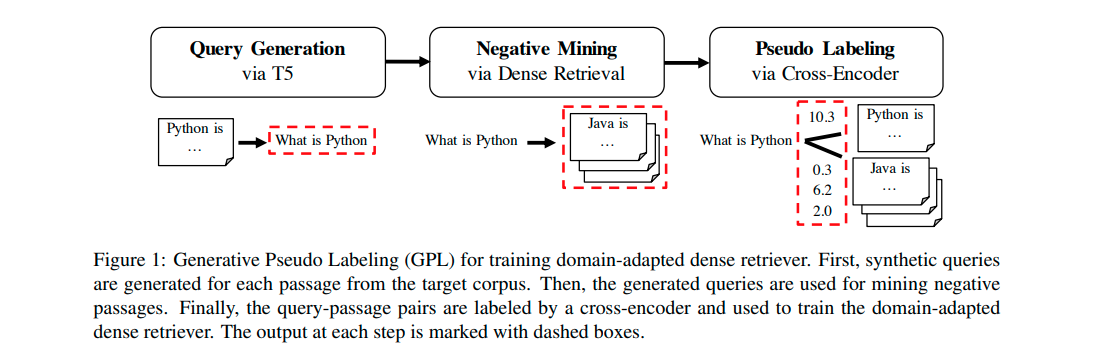 Query Generation
via T5
Negative Mining
via Dense Retrieval
Pseudo Labeling
via Cross-Encoder
Python is
...
What is Python
What is Python
Java is
...
What is Python
10.3
0.3
6.2
2.0
Python is
...
Java is
...
Figure 1: Generative Pseudo Labeling (GPL) for training domain-adapted dense retriever. First, synthetic queries
are generated for each passage from the target corpus. Then, the generated queries are used for mining negative
passages. Finally, the query-passage pairs are labeled by a cross-encoder and used to train the domain-adapted
dense retriever. The output at each step is marked with dashed boxes.